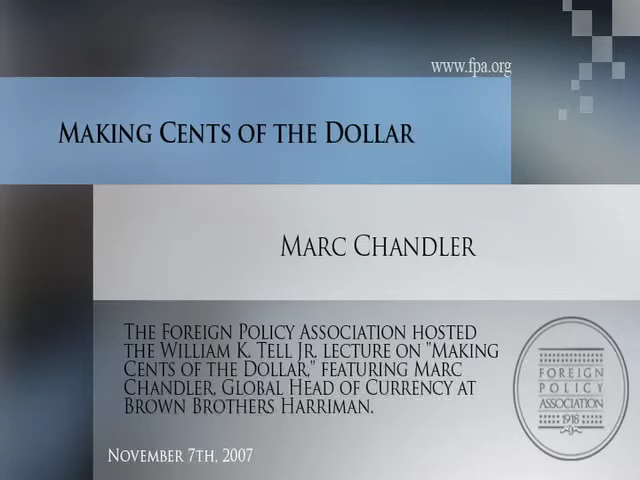 www.fpa.org
Making Cents of the Dollar
Marc Chandler
The Foreign Policy Association hosted
the William K. Tell Jr. lecture on "Making
Cents of the Dollar," featuring Marc
Chandler, Global Head of Currency at
Brown Brothers Harriman.
FOREIGN
POLICY
ASSOCIATION
1918
November 7th, 2007